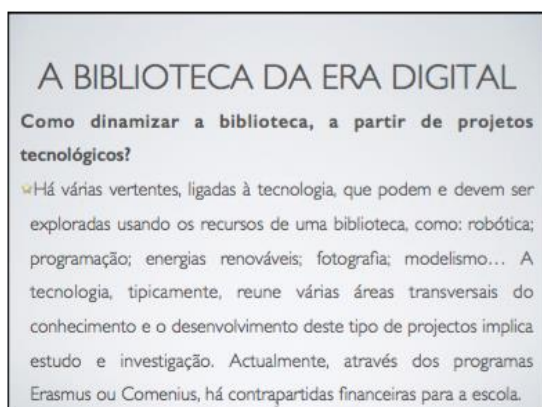 A BIBLIOTECA DA ERA DIGITAL
Como dinamizar a biblioteca, a partir de projetos
tecnológicos?
Há várias vertentes, ligadas à tecnologia, que podem e devem ser
exploradas usando os recursos de uma biblioteca, como: robótica;
programação; energias renováveis; fotografia; modelismo... A
tecnologia, tipicamente, reune várias áreas transversais do
conhecimento e o desenvolvimento deste tipo de projectos implica
estudo e investigação. Actualmente, através dos programas
Erasmus ou Comenius, há contrapartidas financeiras para a escola.